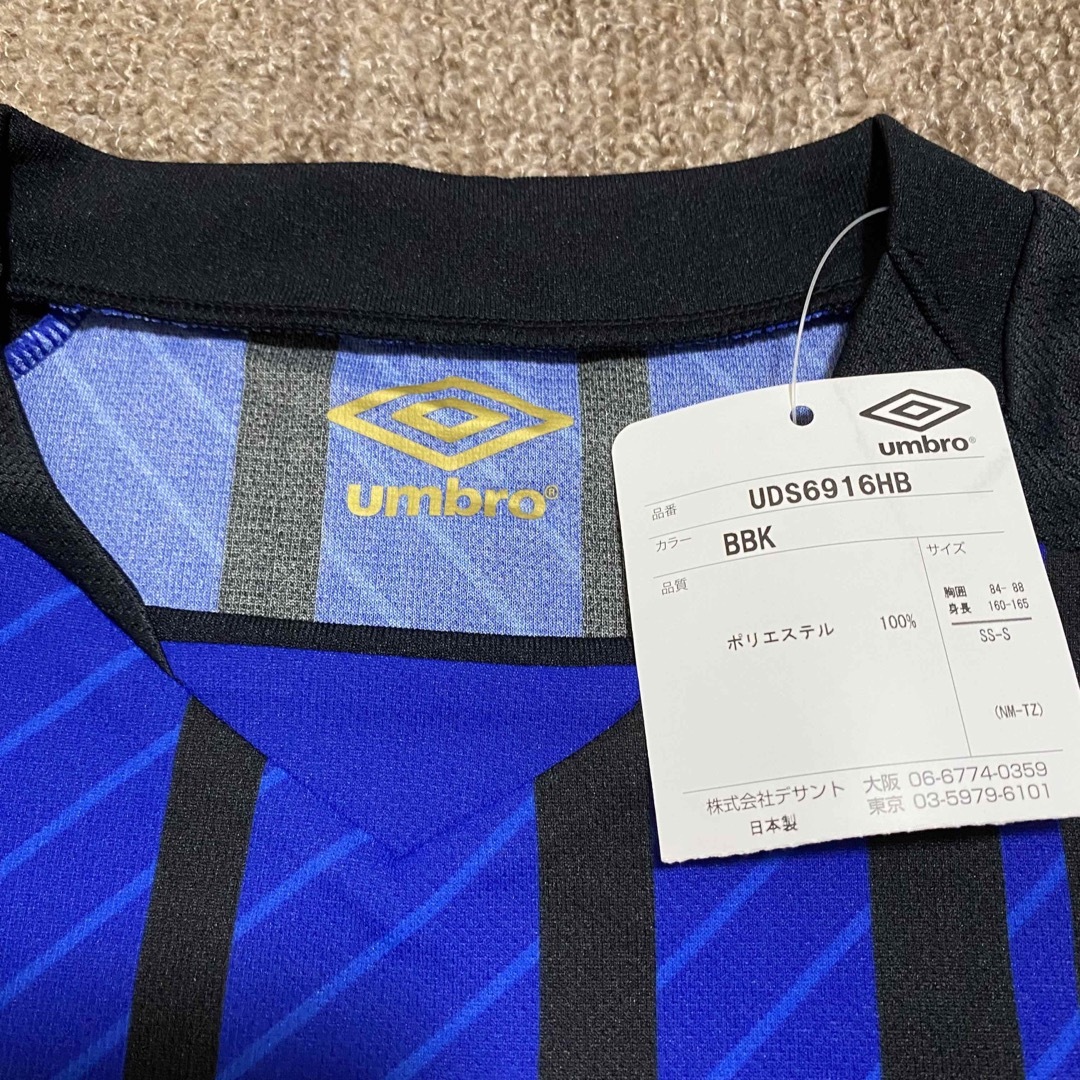 umbro®
umbro®
品番 UDS6916HB
カラー BBK
サイズ
品質
胸囲 84- 88
身長 160-165
ポリエステル 100%
SS-S
(NM-TZ)
株式会社デサント 大阪 06-6774-0359
東京 03-5979-6101
日本製